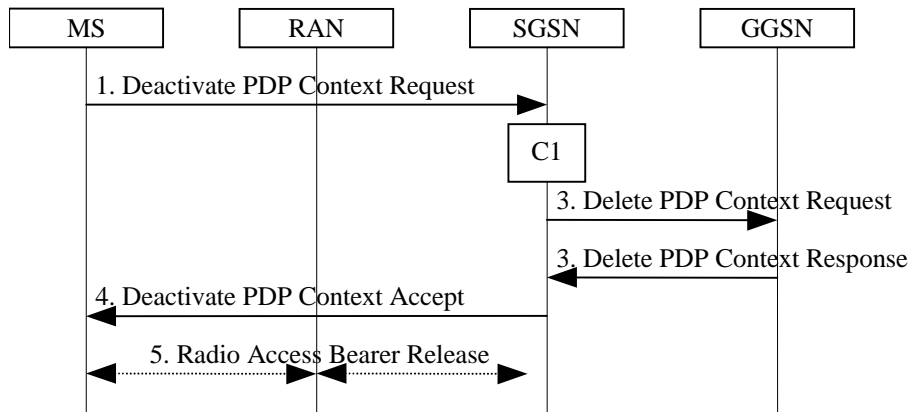 MS RAN SGSN GGSN
1. Deactivate PDP Context Request
C1
3. Delete PDP Context Request
3. Delete PDP Context Response
4. Deactivate PDP Context Accept
5. Radio Access Bearer Release